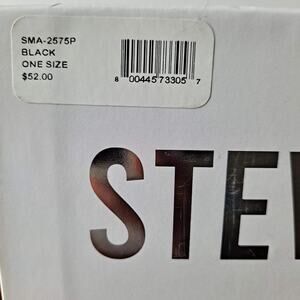 SMA-2575P
BLACK
ONE SIZE
$52.00
8 00445 73305 7
STE